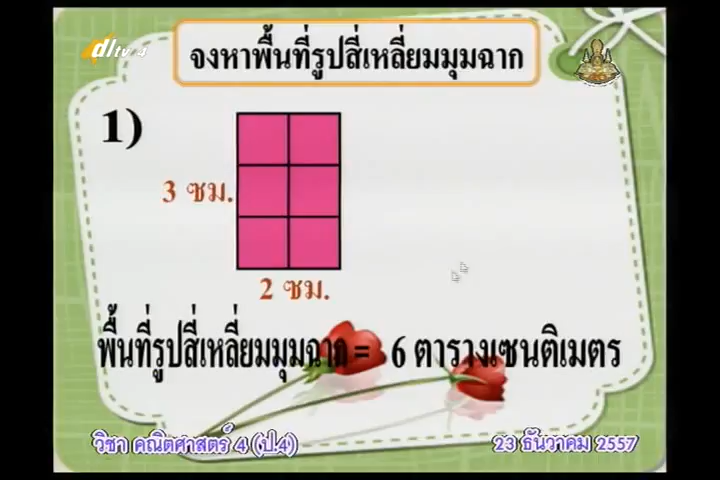 dltv 4
จงหาพื้นที่รูปสี่เหลี่ยมมุมฉาก
1)
3 ซม.
2 ซม.
พื้นที่รูปสี่เหลี่ยมมุมฉาก = 6 ตารางเซนติเมตร
วิชา คณิตศาสตร์ 4 (ป.4)
23 ธันวาคม 2557